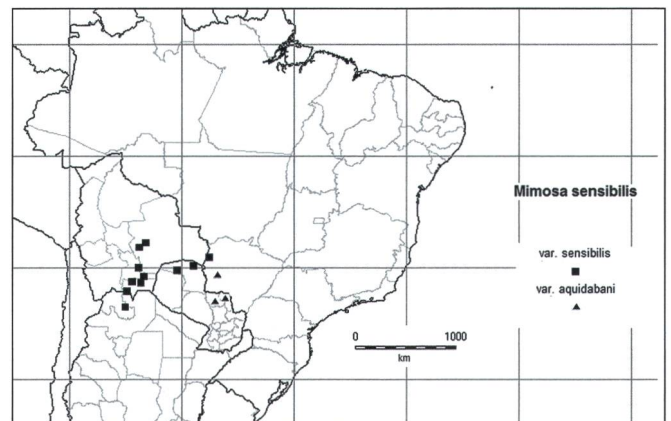 Mimosa sensibilis
var. sensibilis
var. aquidabani
0 1000
km